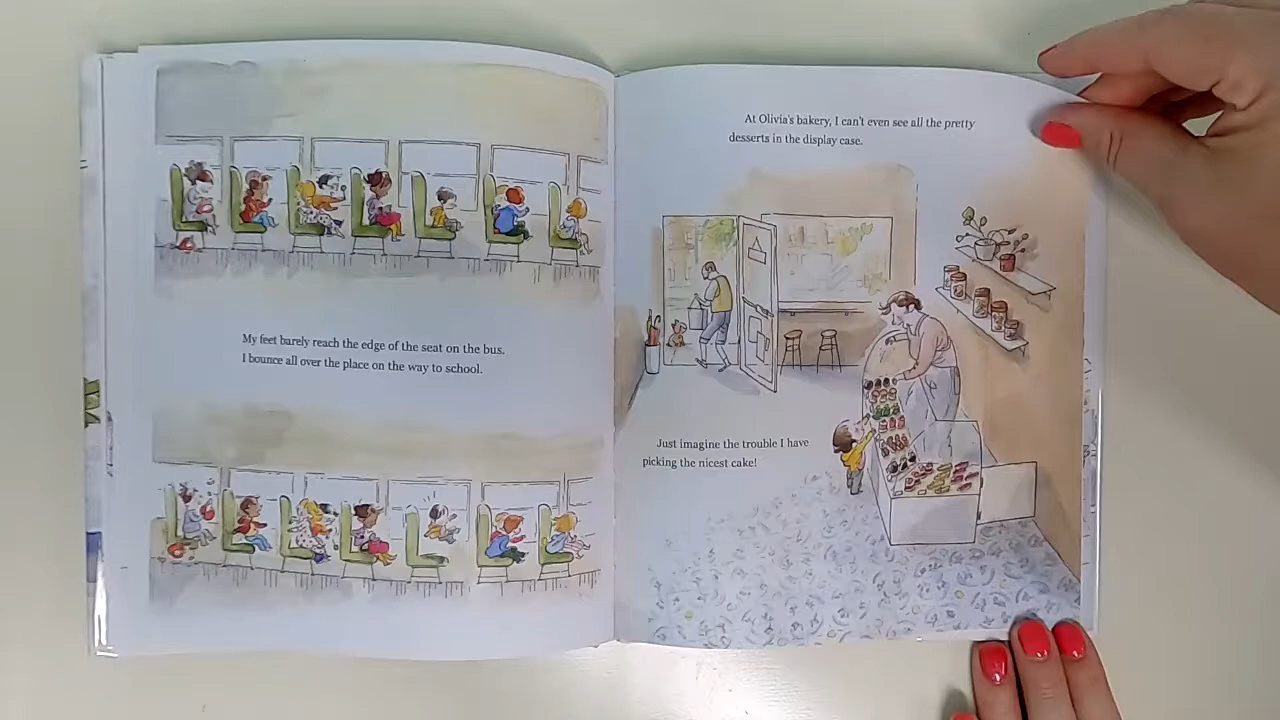 My feet barely reach the edge of the seat on the bus.
I bounce all over the place on the way to school.
At Olivia's bakery, I can't even see all the pretty
desserts in the display case.
Just imagine the trouble I have
picking the nicest cake!